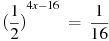 (1/2)^{4x-16} = 1/16